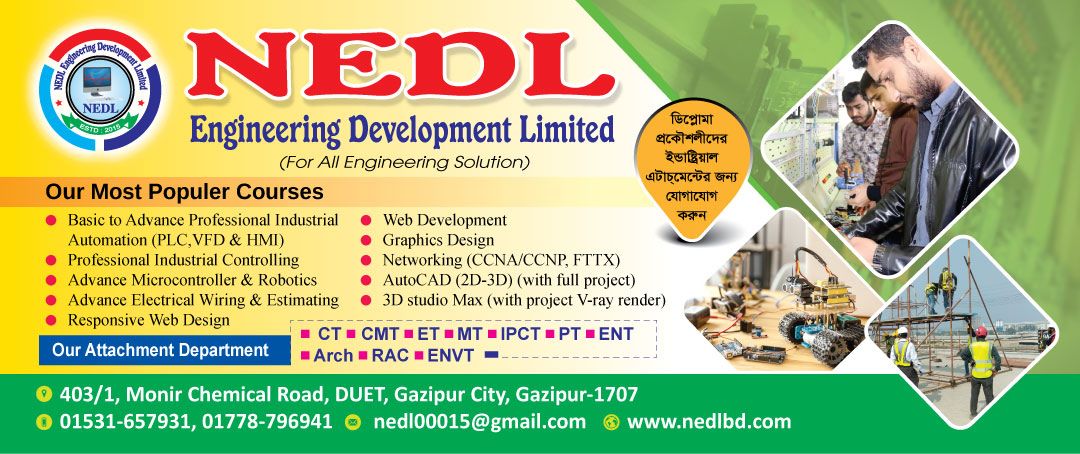 NEDL Engineering Development Limited
NEDL
ESTD : 2015
NEDL
Engineering Development Limited
(For All Engineering Solution)
ডিপ্লোমা
প্রকৌশলীদের
ইন্ডাষ্ট্রিয়াল
এটাচ্‌মেন্টের জন্য
যোগাযোগ
করুন
Our Most Populer Courses
Basic to Advance Professional Industrial
Automation (PLC,VFD & HMI)
Professional Industrial Controlling
Advance Microcontroller & Robotics
Advance Electrical Wiring & Estimating
Responsive Web Design
Web Development
Graphics Design
Networking (CCNA/CCNP, FTTX)
AutoCAD (2D-3D) (with full project)
3D studio Max (with project V-ray render)
Our Attachment Department
CT CMT ET MT IPCT PT ENT
Arch RAC ENVT
403/1, Monir Chemical Road, DUET, Gazipur City, Gazipur-1707
01531-657931, 01778-796941 nedl00015@gmail.com www.nedlbd.com